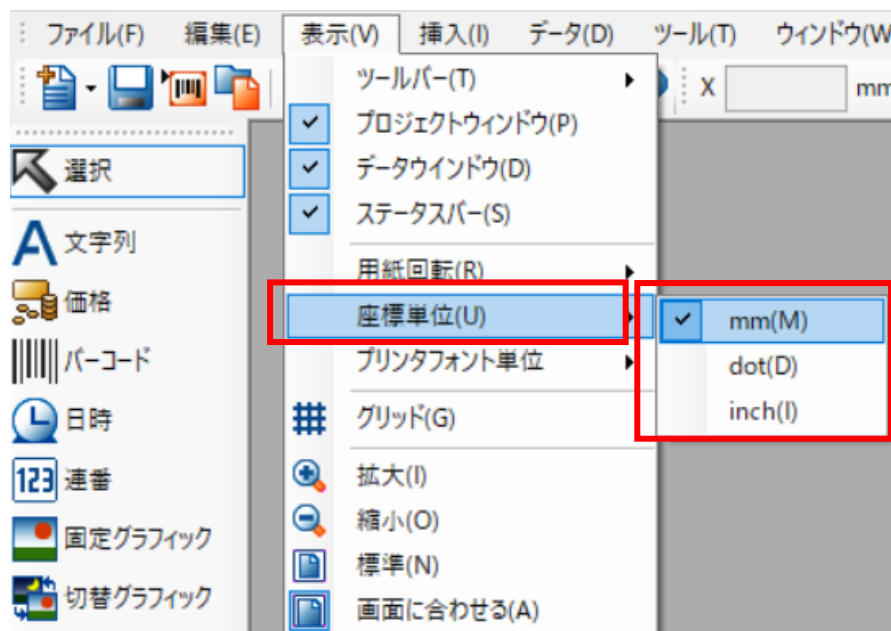 ファイル(F) 編集(E) 表示(V) 挿入(I) データ(D) ツール(T) ウィンドウ(W
X mm
選択
文字列
価格
バーコード
日時
123 連番
固定グラフィック
切替グラフィック
ツールバー(T)
プロジェクトウィンドウ(P)
データウインドウ(D)
ステータスバー(S)
用紙回転(R)
座標単位(U)
プリンタフォント単位
グリッド(G)
拡大(I)
縮小(O)
標準(N)
画面に合わせる(A)
mm(M)
dot(D)
inch(I)